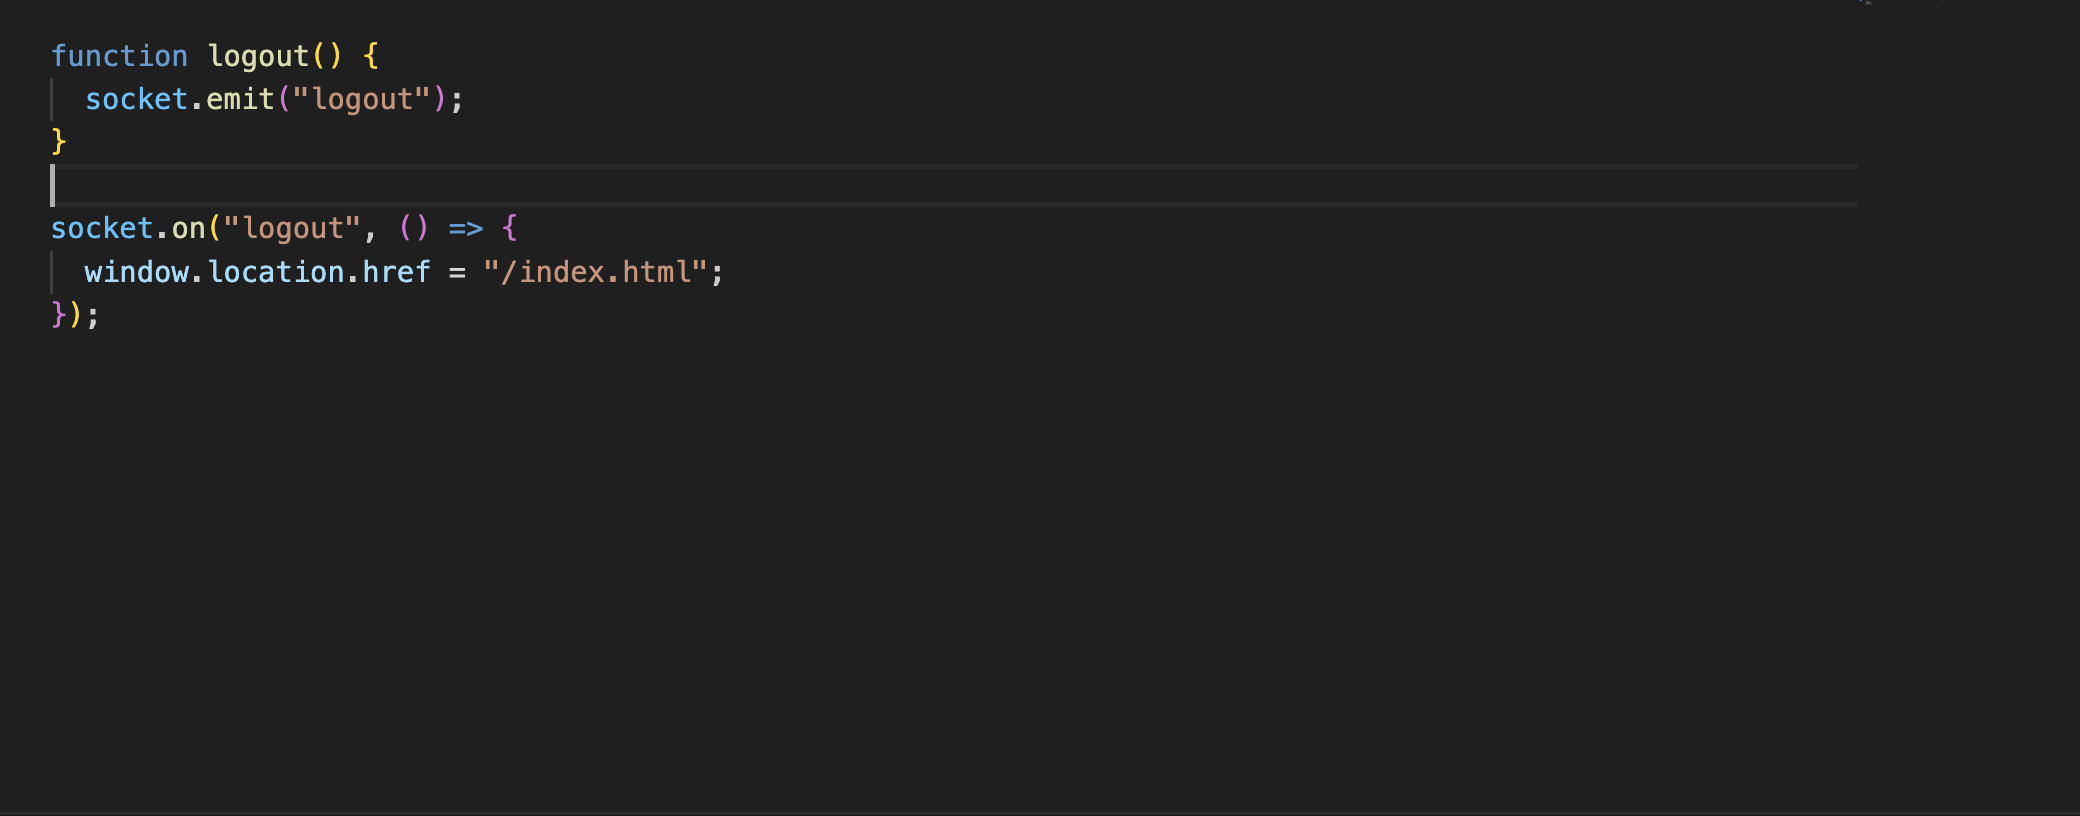 function logout() {
  socket.emit("logout");
}

socket.on("logout", () => {
  window.location.href = "/index.html";
});